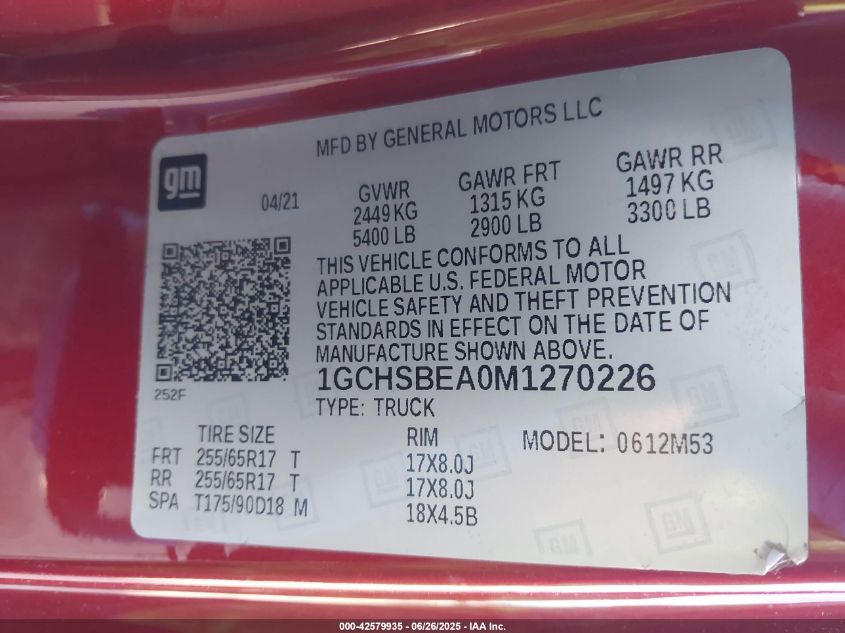 MFD BY GENERAL MOTORS LLC
gm
04/21
GVWR
2449 KG
5400 LB
GAWR FRT
1315 KG
2900 LB
GAWR RR
1497 KG
3300 LB
THIS VEHICLE CONFORMS TO ALL
APPLICABLE U.S. FEDERAL MOTOR
VEHICLE SAFETY AND THEFT PREVENTION
STANDARDS IN EFFECT ON THE DATE OF
MANUFACTURE SHOWN ABOVE.
252F
1GCHSBEA0M1270226
TYPE: TRUCK
TIRE SIZE RIM MODEL: 0612M53
FRT 255/65R17 T 17X8.0J
RR 255/65R17 T 17X8.0J
SPA T175/90D18 M 18X4.5B
000-42579935 - 06/26/2025 - IAA Inc.